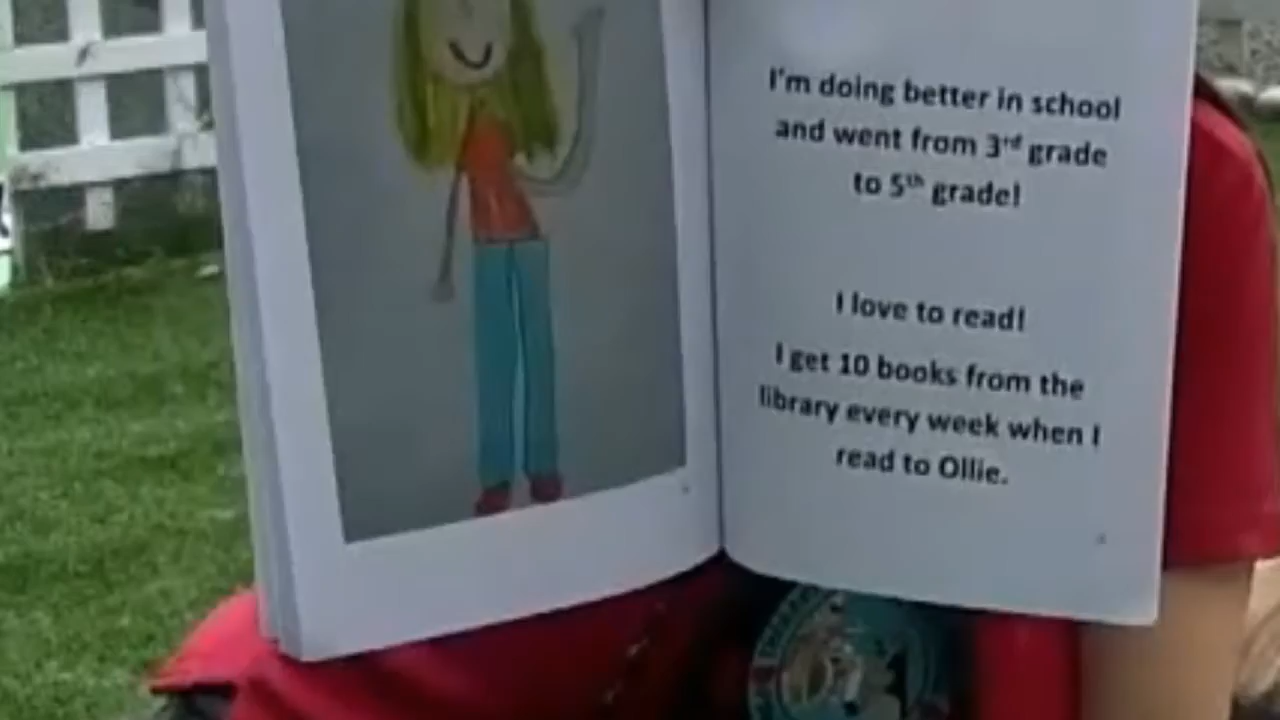 I'm doing better in school
and went from 3rd grade
to 5th grade!
I love to read!
I get 10 books from the
library every week when I
read to Ollie.